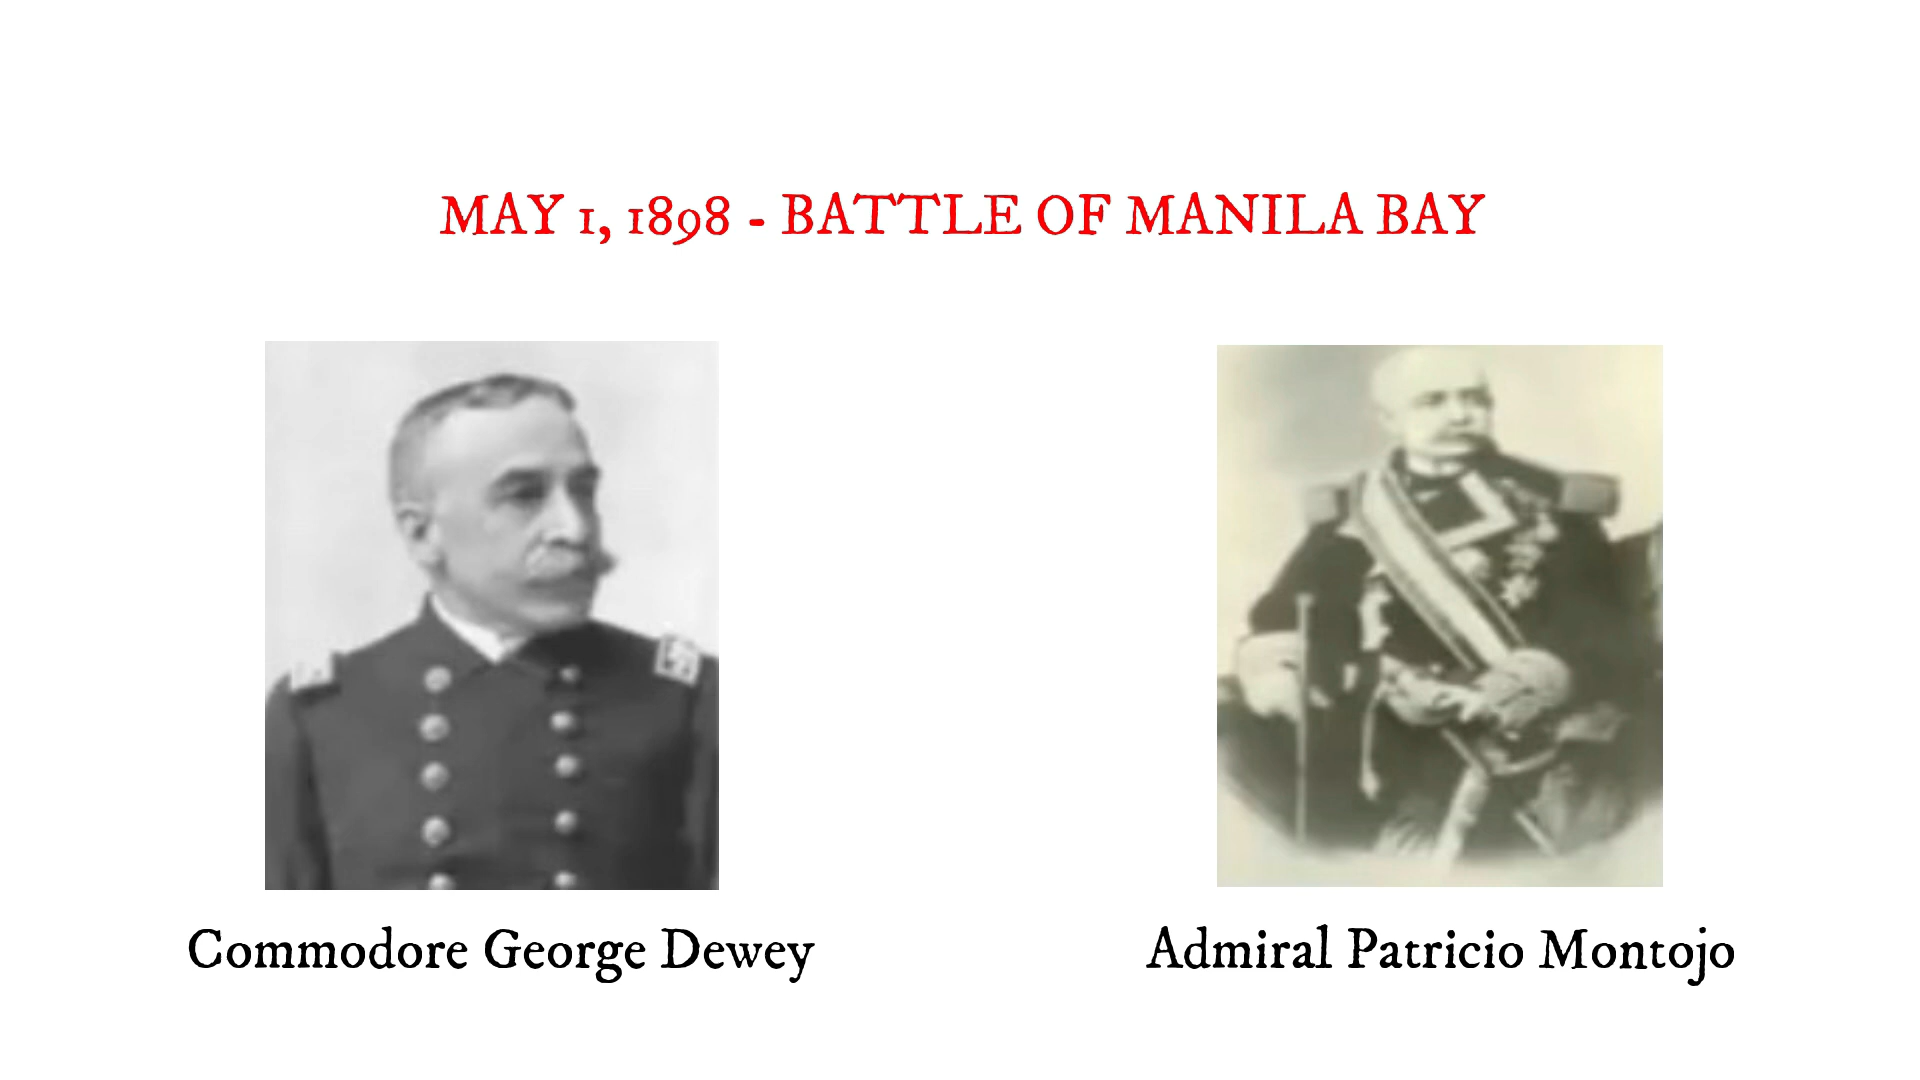 MAY 1, 1898 - BATTLE OF MANILA BAY
Commodore George Dewey
Admiral Patricio Montojo